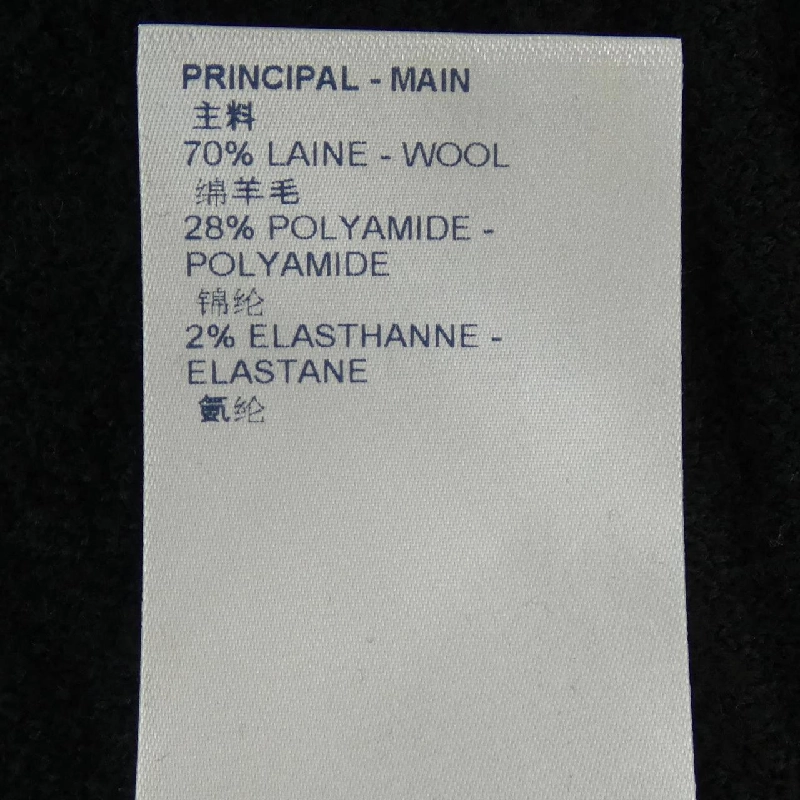 PRINCIPAL - MAIN
主料
70% LAINE - WOOL
绵羊毛
28% POLYAMIDE -
POLYAMIDE
锦纶
2% ELASTHANNE -
ELASTANE
氨纶